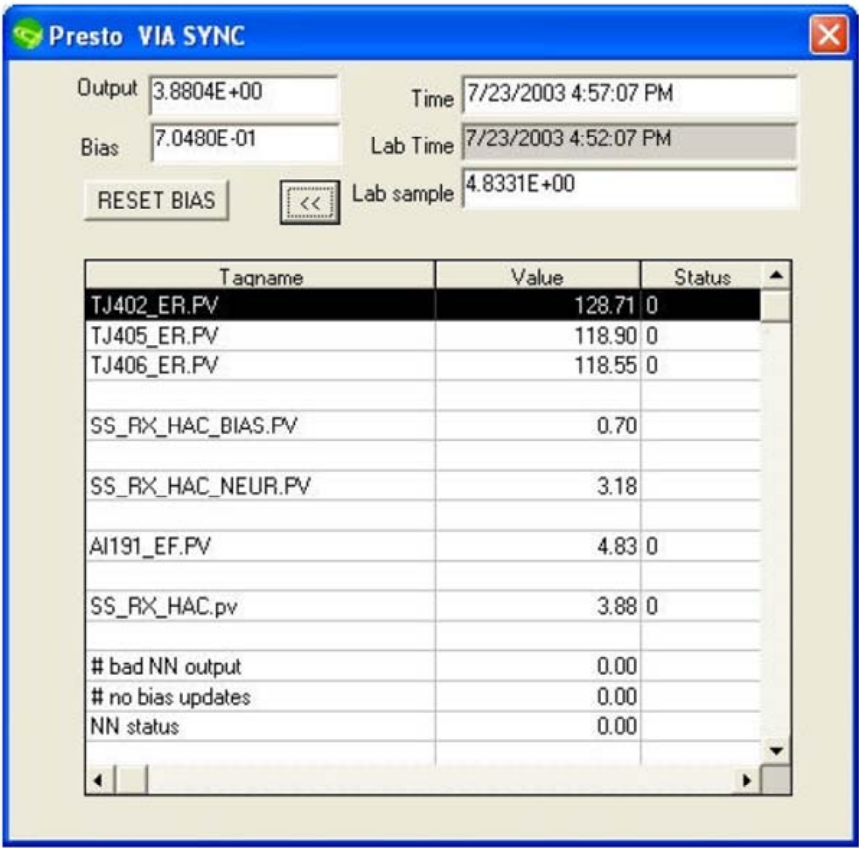 Presto VIA SYNC
Output 3.8804E+00 Time 7/23/2003 4:57:07 PM
Bias 7.0480E-01 Lab Time 7/23/2003 4:52:07 PM
RESET BIAS << Lab sample 4.8331E+00
Tagname Value Status
TJ402_ER.PV 128.71 0
TJ405_ER.PV 118.90 0
TJ406_ER.PV 118.55 0
SS_RX_HAC_BIAS.PV 0.70
SS_RX_HAC_NEUR.PV 3.18
AI191_EF.PV 4.83 0
SS_RX_HAC.pv 3.88 0
# bad NN output 0.00
# no bias updates 0.00
NN status 0.00